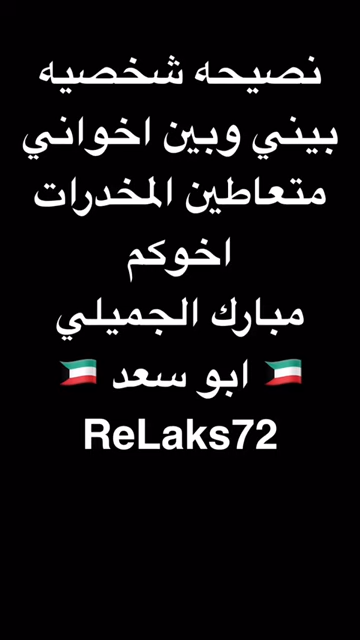 نصيحه شخصيه
بيني وبين اخواني
متعاطين المخدرات
اخوكم
مبارك الجميلي
🇰🇼 ابو سعد 🇰🇼
ReLaks72